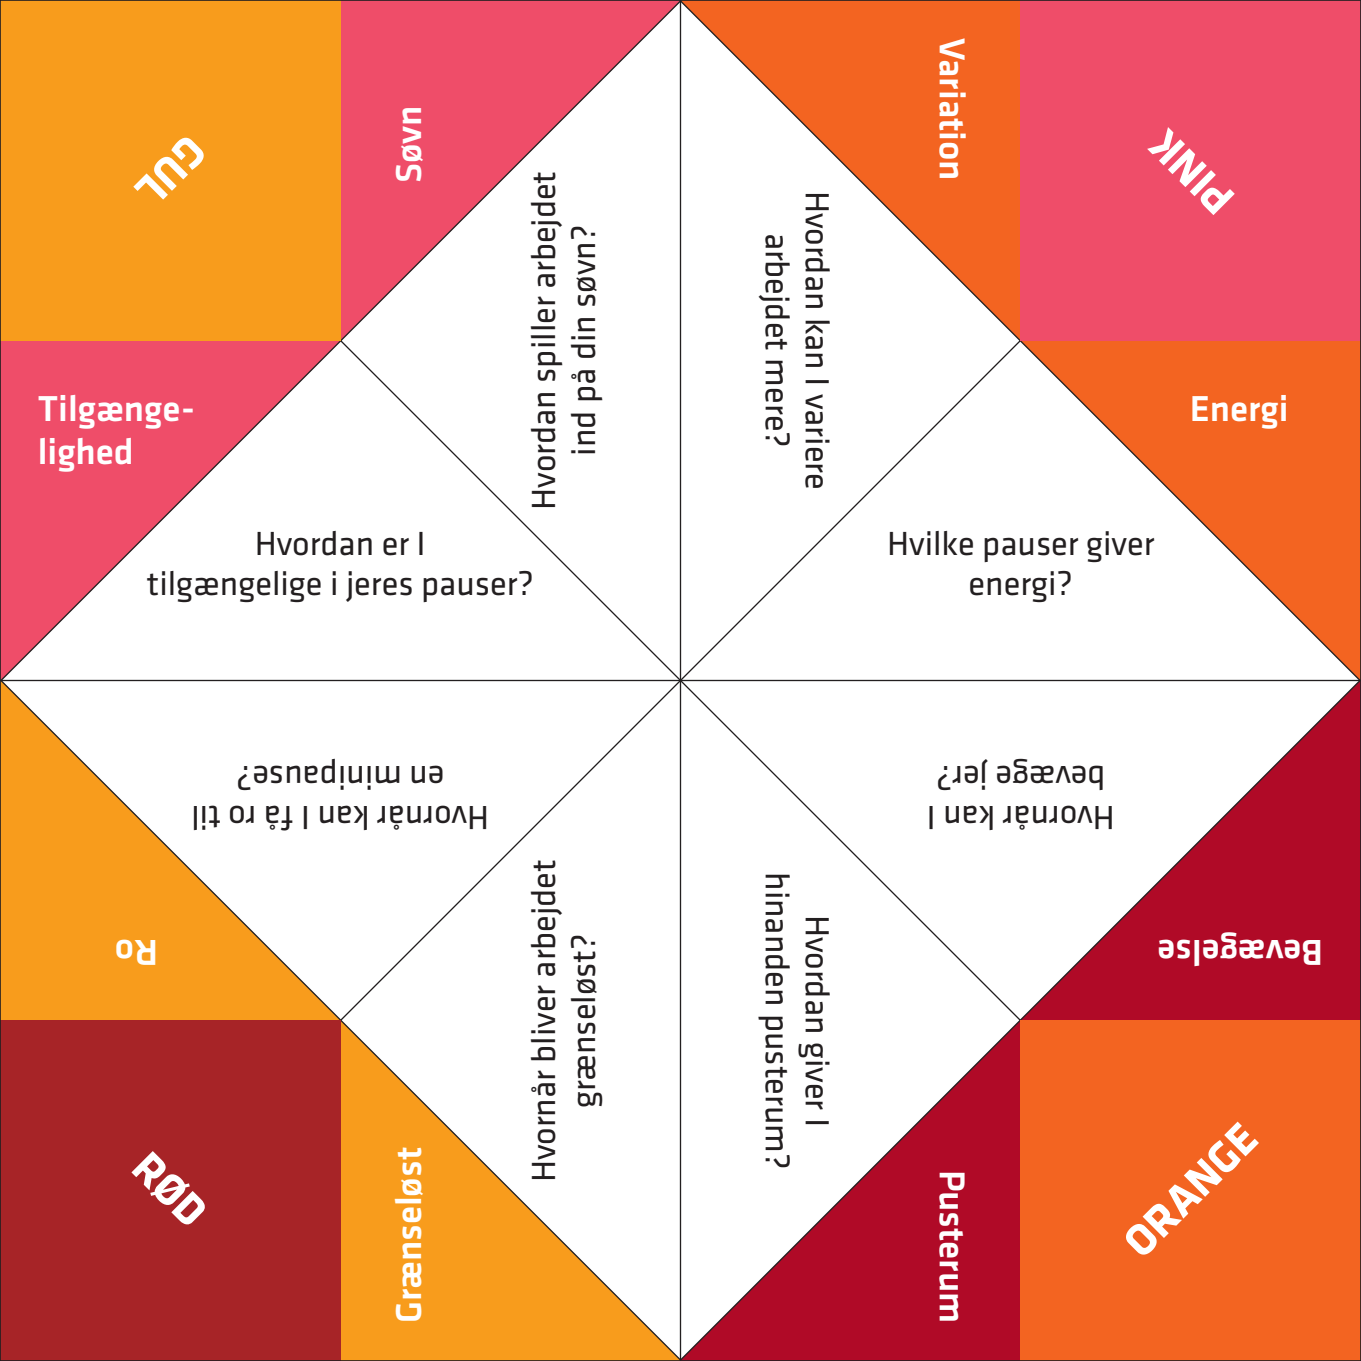 GUL
Søvn
Variation
PINK
Tilgænge-
lighed
Energi
Hvordan spiller arbejdet
ind på din søvn?
Hvordan kan I variere
arbejdet mere?
Hvordan er I
tilgængelige i jeres pauser?
Hvilke pauser giver
energi?
Hvornår kan I få ro til
en minipause?
Hvornår kan I
bevæge jer?
Hvornår bliver arbejdet
grænseløst?
Hvordan giver I
hinanden pusterum?
Ro
Bevægelse
RØD
Grænseløst
Pusterum
ORANGE